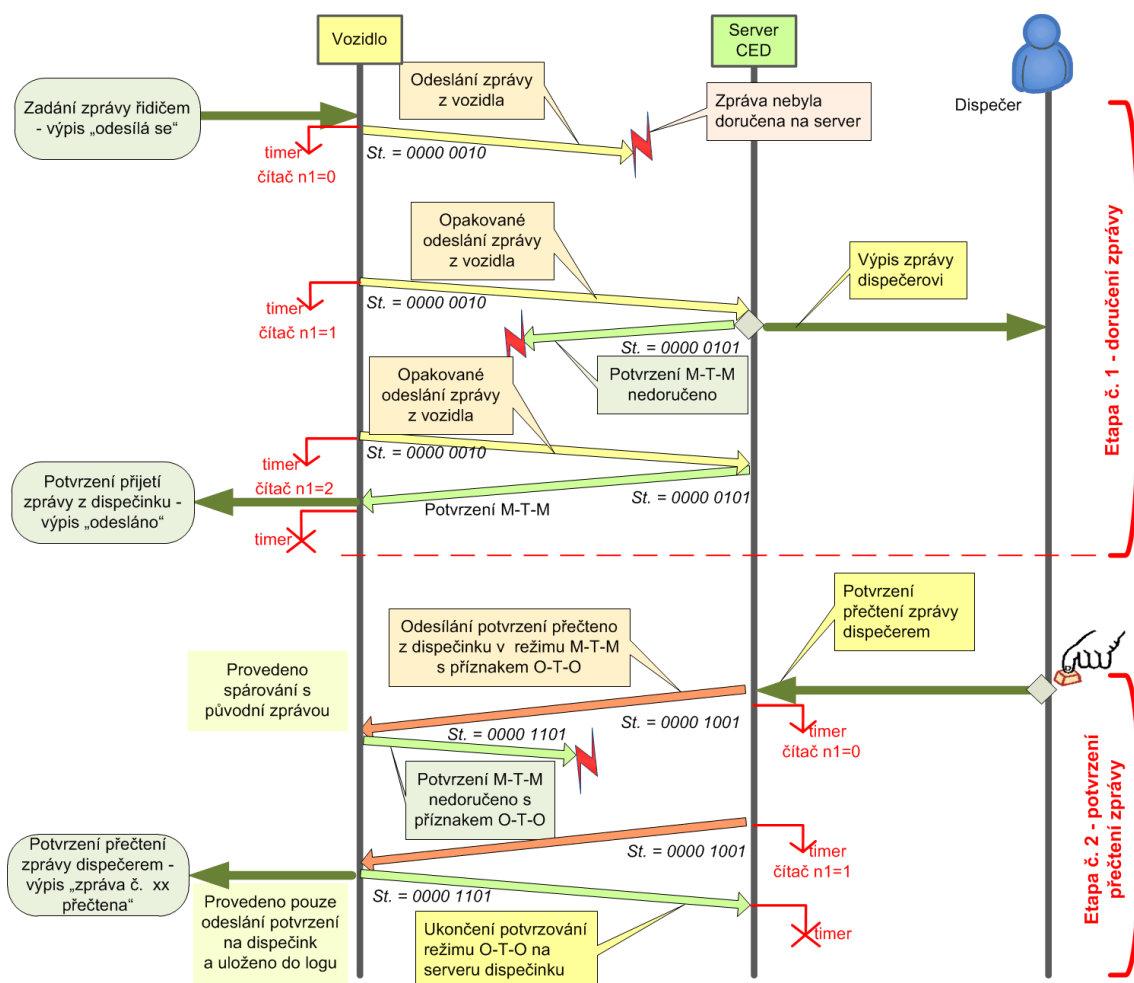 Vozidlo
Server
CED
Dispečer
Zadání zprávy řidičem
- výpis „odesílá se“
Odeslání zprávy
z vozidla
Zpráva nebyla
doručena na server
timer
čítač n1=0
St. = 0000 0010
Opakované
odeslání zprávy
z vozidla
Výpis zprávy
dispečerovi
timer
čítač n1=1
St. = 0000 0010
St. = 0000 0101
Potvrzení M-T-M
nedoručeno
Opakované
odeslání zprávy
z vozidla
timer
čítač n1=2
St. = 0000 0010
St. = 0000 0101
Potvrzení M-T-M
Potvrzení přijetí
zprávy z dispečinku -
výpis „odesláno“
timer
Etapa č. 1 - doručení zprávy
Potvrzení
přečtení zprávy
dispečerem
Odesílání potvrzení přečteno
z dispečinku v režimu M-T-M
s příznakem O-T-O
Provedeno
spárování s
původní zprávou
St. = 0000 1001
timer
čítač n1=0
St. = 0000 1101
Potvrzení M-T-M
nedoručeno s
příznakem O-T-O
St. = 0000 1001
timer
čítač n1=1
Potvrzení přečtení
zprávy dispečerem -
výpis „zpráva č. xx
přečtena“
St. = 0000 1101
Provedeno pouze
odeslání potvrzení
na dispečink
a uloženo do logu
Ukončení potvrzování
režimu O-T-O na
serveru dispečinku
timer
Etapa č. 2 - potvrzení
přečtení zprávy